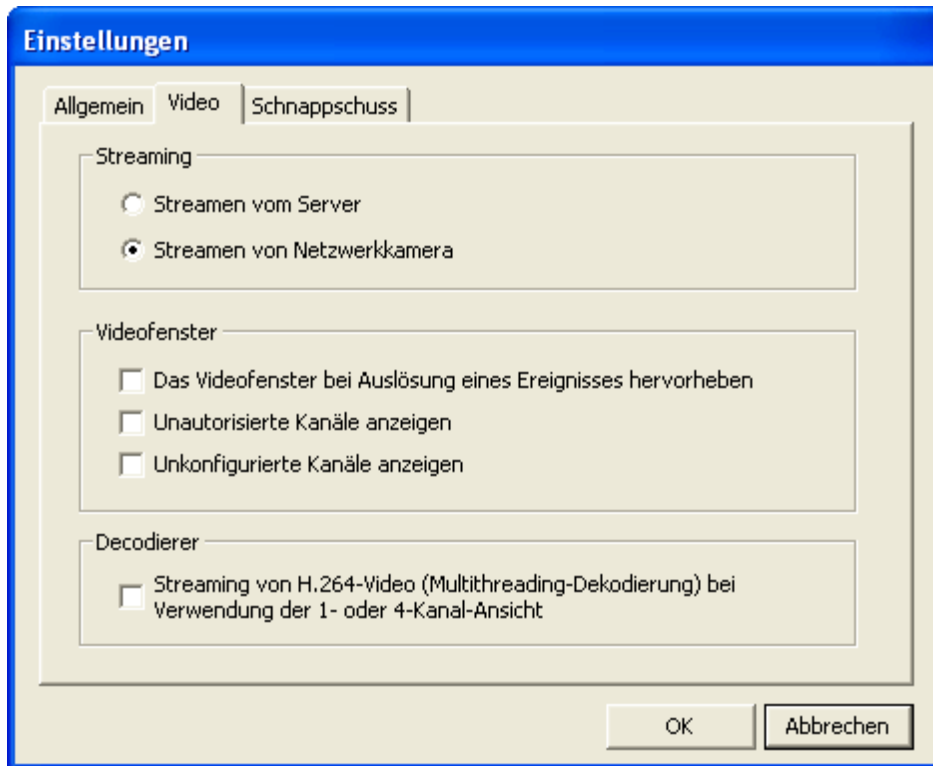 Einstellungen
Allgemein Video Schnappschuss
Streaming
Streamen vom Server
Streamen von Netzwerkkamera
Videofenster
Das Videofenster bei Auslösung eines Ereignisses hervorheben
Unautorisierte Kanäle anzeigen
Unkonfigurierte Kanäle anzeigen
Decodierer
Streaming von H.264-Video (Multithreading-Dekodierung) bei
Verwendung der 1- oder 4-Kanal-Ansicht
OK Abbrechen